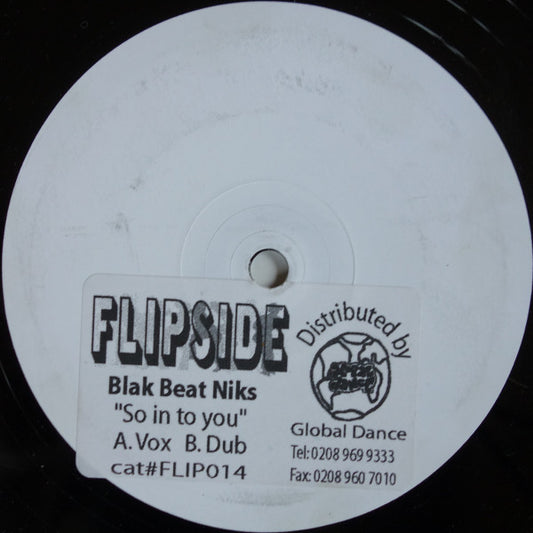 FLIPSIDE
Blak Beat Niks
"So in to you"
A. Vox B. Dub
cat#FLIP014
Distributed by
Global Dance
Tel: 0208 969 9333
Fax: 0208 960 7010